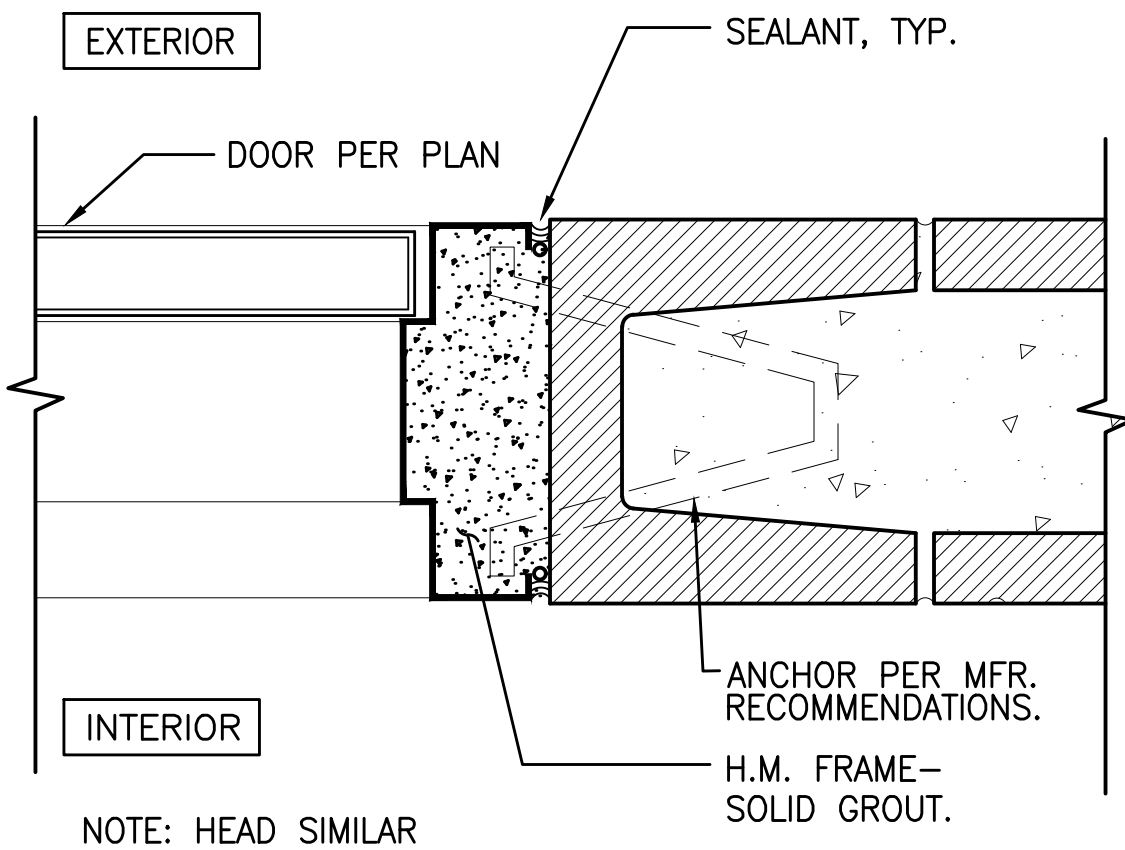 EXTERIOR
SEALANT, TYP.
DOOR PER PLAN
ANCHOR PER MFR.
RECOMMENDATIONS.
INTERIOR
H.M. FRAME–
SOLID GROUT.
NOTE: HEAD SIMILAR